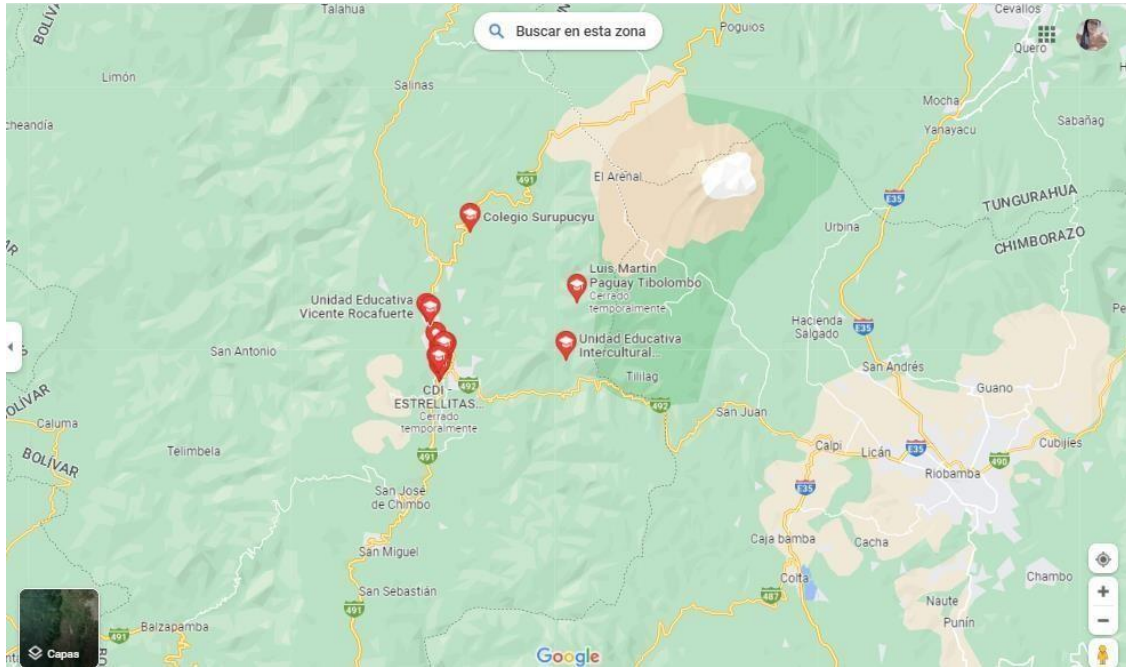 Talahua
BOLÍVAR
Buscar en esta zona
Poguios
Cevallos
Quero
Limón
Salinas
Mocha
Yanayacu
Sabañag
cheandía
491
El Arenal
E35
TUNGURAHUA
CHIMBORAZO
Urbina
Colegio Surupucyu
Luis Martin
Paguay Tibolombo
Cerrado
temporalmente
Unidad Educativa
Vicente Rocafuerte
Unidad Educativa
Intercultural...
Hacienda
Salgado
E35
San Antonio
San Andrés
Guano
Tililag
492
CDI -
ESTRELLITAS...
Cerrado
temporalmente
492
San Juan
BOLÍVAR
Caluma
BOLÍVAR
Telimbela
491
Calpi
Licán
E35
Cubijíes
490
Riobamba
San José
de Chimbo
E35
San Miguel
Caja bamba
Cacha
Colta
487
Chambo
San Sebastián
491
Naute
Punín
Balzapamba
491
Capas
Google